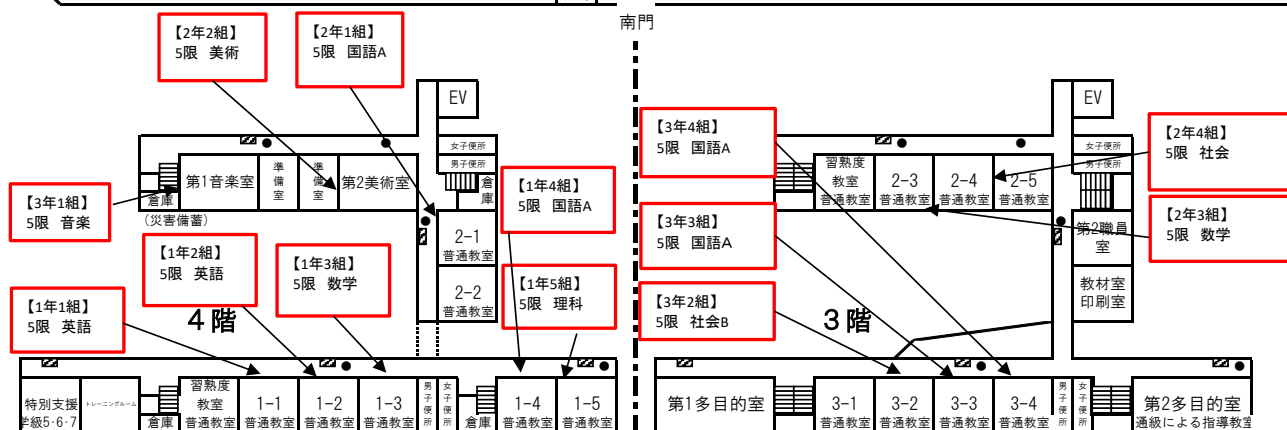 南門
【2年2組】
5限 美術
【2年1組】
5限 国語A
EV
女子便所
男子便所
倉庫
第1音楽室
準備室
準備室
第2美術室
倉庫
(災害備蓄)
【3年1組】
5限 音楽
【1年4組】
5限 国語A
【1年2組】
5限 英語
【1年3組】
5限 数学
2-1
普通教室
2-2
普通教室
【1年5組】
5限 理科
【1年1組】
5限 英語
4階
特別支援
学級5・6・7
トレーニングルーム
倉庫
習熟度
教室
普通教室
1-1
普通教室
1-2
普通教室
1-3
普通教室
男子便所
女子便所
倉庫
1-4
普通教室
1-5
普通教室
【3年4組】
5限 国語A
EV
【2年4組】
5限 社会
女子便所
男子便所
習熟度
教室
普通教室
2-3
普通教室
2-4
普通教室
2-5
普通教室
【3年3組】
5限 国語A
【2年3組】
5限 数学
第2職員
室
教材室
印刷室
【3年2組】
5限 社会B
3階
第1多目的室
3-1
普通教室
3-2
普通教室
3-3
普通教室
3-4
普通教室
男子便所
女子便所
第2多目的室
通級による指導教室